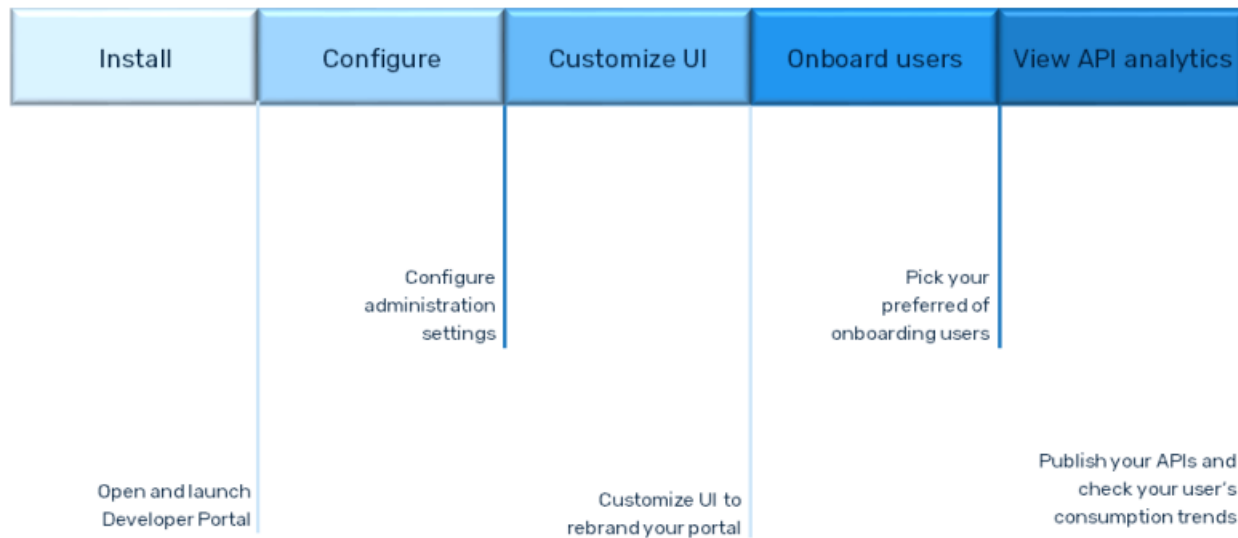 Install
Configure
Customize UI
Onboard users
View API analytics
Configure
administration
settings
Pick your
preferred of
onboarding users
Open and launch
Developer Portal
Customize UI to
rebrand your portal
Publish your APIs and
check your user's
consumption trends